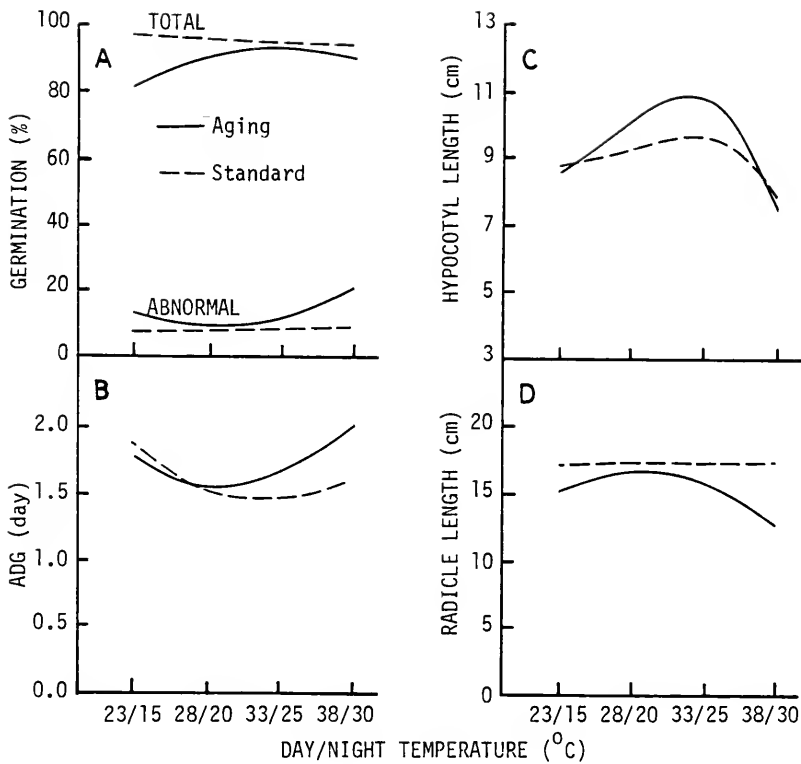 A
TOTAL
ABNORMAL
Aging
Standard
GERMINATION (%)
100
80
60
40
20
0
B
ADG (day)
2.0
1.5
1.0
0.5
0.0
23/15 28/20 33/25 38/30
C
HYPOCOTYL LENGTH (cm)
13
11
9
7
5
3
D
RADICLE LENGTH (cm)
20
15
10
5
0
23/15 28/20 33/25 38/30
DAY/NIGHT TEMPERATURE (°C)